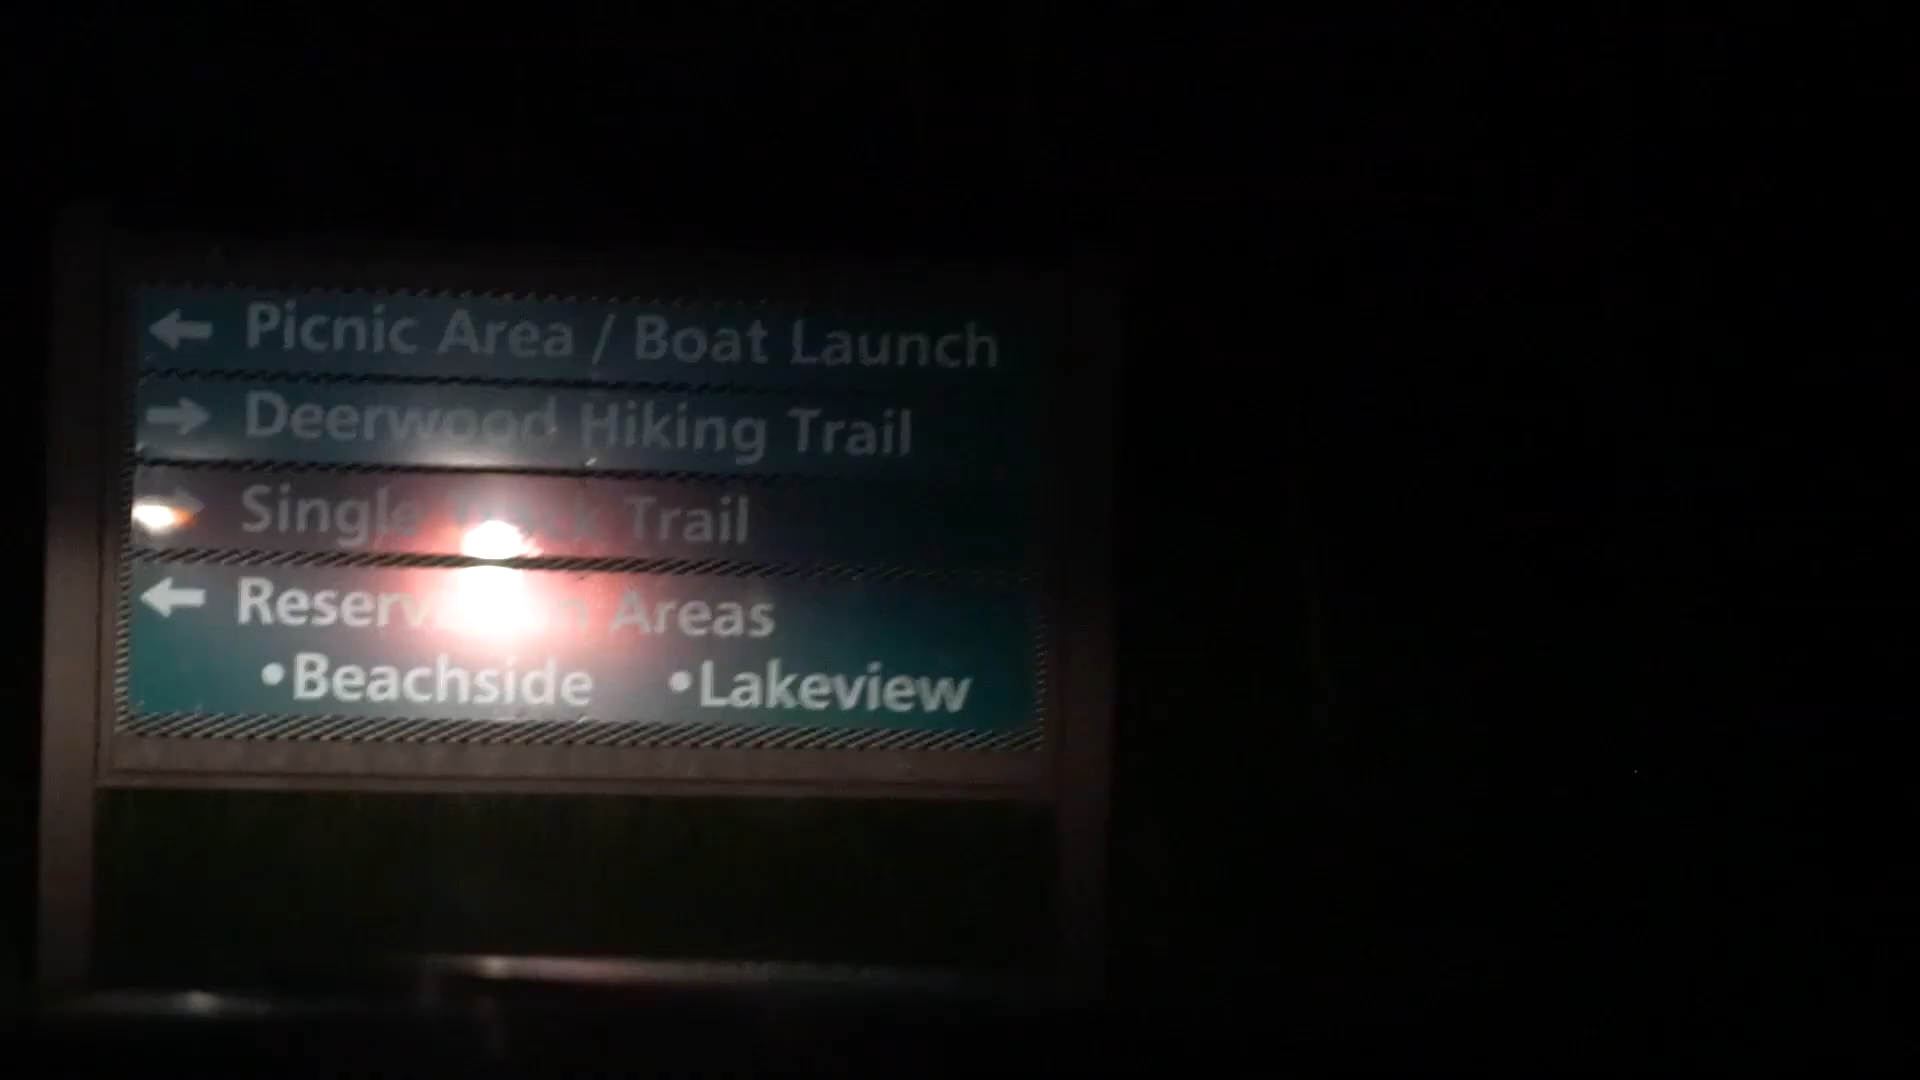 ← Picnic Area / Boat Launch
→ Deerwood Hiking Trail
→ Single Trail
← Areas
•Beachside •Lakeview